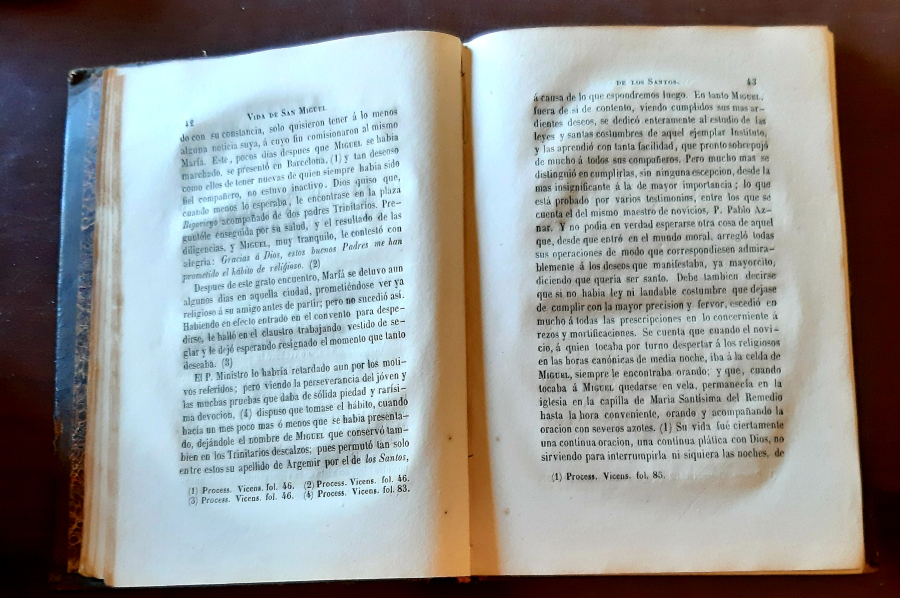 42 VIDA DE SAN MIGUEL
do con su constancia, solo quisieron tener á lo menos
alguna noticia suya, á cuyo fin comisionaron al mismo
María. Este, pocos dias despues que MIGUEL se habia
marchado, se presentó en Barcelona, (1) y tan deseoso
como ellos de tener nuevas de quien siempre habia sido
fiel compañero, no estuvo inactivo. Dios quiso que,
cuando menos lo esperaba, le encontrase en la plaza
acompañado de dos padres Trinitarios. Pre-
guntóle enseguida por su salud, y el resultado de las
diligencias, y MIGUEL, muy tranquilo, le contestó con
alegria: Gracias á Dios, estos buenos Padres me han
prometido el hábito de religioso. (2)
Despues de este grato encuentro, María se detuvo aun
algunos dias en aquella ciudad, prometiéndose ver ya
religioso á su amigo antes de partir; pero no sucedió asi.
Habiendo en efecto entrado en el convento para despe-
dirse, le halló en el claustro trabajando, vestido de se-
glar y le dejó esperando resignado el momento que tanto
deseaba. (3)
El P. Ministro lo habria retardado aun por los moti-
vos referidos; pero viendo la perseverancia del jóven y
las muchas pruebas que daba de sólida piedad y rarísi-
ma devocion, (4) dispuso que tomase el hábito, cuando
hacia un mes poco mas ó menos que se habia presenta-
do, dejándole el nombre de MIGUEL que conservó tam-
bien en los Trinitarios descalzos; pues permutó tan solo
entre estos su apellido de Argemir por el de los Santos,
(1) Process. Vicens. fol. 46. (2) Process. Vicens. fol. 46.
(3) Process. Vicens. fol. 46. (4) Process. Vicens. fol. 83.
DE LOS SANTOS. 43
á causa de lo que espondremos luego. En tanto MIGUEL,
fuera de sí de contento, viendo cumplidos sus mas ar-
dientes deseos, se dedicó enteramente al estudio de las
leyes y santas costumbres de aquel ejemplar Instituto,
y las aprendió con tanta facilidad, que pronto sobrepujó
de mucho á todos sus compañeros. Pero mucho mas se
distinguió en cumplirlas, sin ninguna escepcion, desde la
mas insignificante á la de mayor importancia; lo que
está probado por varios testimonios, entre los que se
cuenta el del mismo maestro de novicios, P. Pablo Az-
nar. Y no podia en verdad esperarse otra cosa de aquel
que, desde que entró en el mundo moral, arregló todas
sus operaciones de modo que correspondiesen admira-
blemente á los deseos que manifestaba, ya mayorcito,
diciendo que queria ser santo. Debe tambien decirse
que si no habia ley ni laudable costumbre que dejase
de cumplir con la mayor precision y fervor, escedió en
mucho á todas las prescripciones en lo concerniente á
rezos y mortificaciones. Se cuenta que cuando el novi-
cio, á quien tocaba por turno despertar á los religiosos
en las horas canónicas de media noche, iba á la celda de
MIGUEL, siempre le encontraba orando; y que, cuando
tocaba á MIGUEL quedarse en vela, permanecía en la
iglesia en la capilla de Maria Santísima del Remedio
hasta la hora conveniente, orando y acompañando la
oracion con severos azotes. (1) Su vida fué ciertamente
una continua oracion, una continua plática con Dios, no
sirviendo para interrumpirla ni siquiera las noches, de
(1) Process. Vicens. fol. 85.